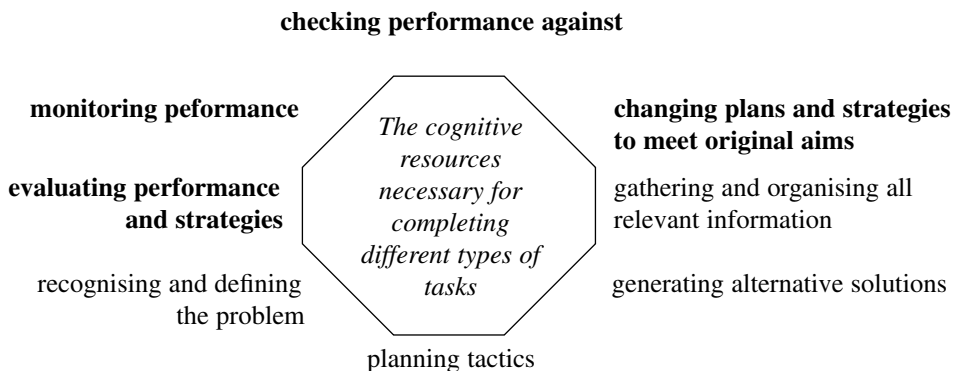 checking performance against
monitoring peformance
changing plans and strategies
to meet original aims
The cognitive
resources
necessary for
completing
different types of
tasks
evaluating performance
and strategies
gathering and organising all
relevant information
recognising and defining
the problem
generating alternative solutions
planning tactics